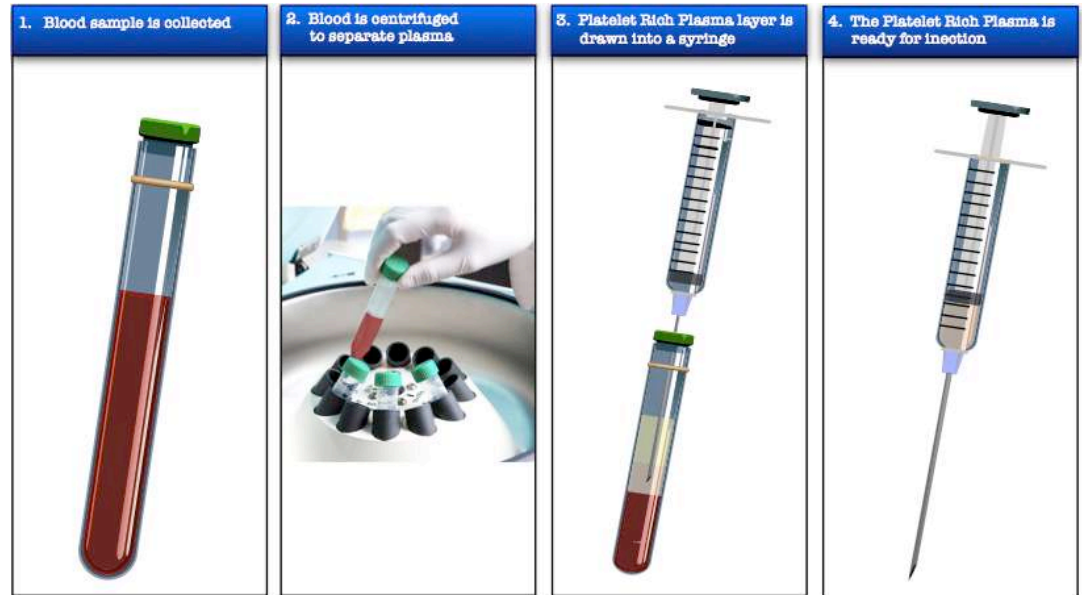 1. Blood sample is collected
2. Blood is centrifuged
to separate plasma
3. Platelet Rich Plasma layer is
drawn into a syringe
4. The Platelet Rich Plasma is
ready for inection